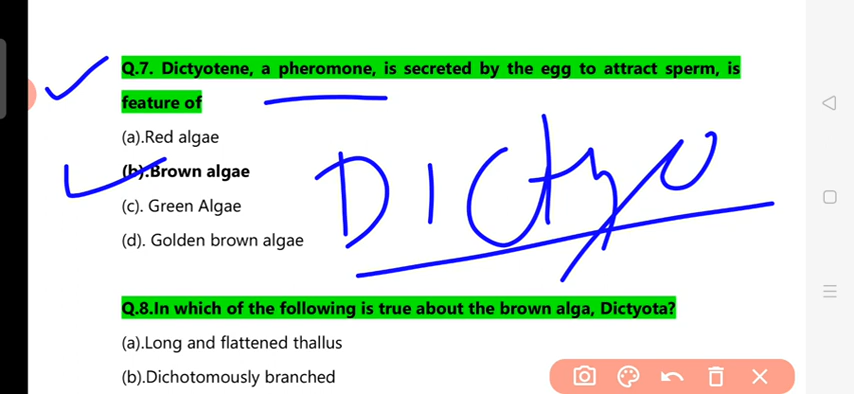 Q.7. Dictyotene, a pheromone, is secreted by the egg to attract sperm, is
feature of
(a).Red algae
(b).Brown algae
(c). Green Algae
(d). Golden brown algae
DIctyo
Q.8.In which of the following is true about the brown alga, Dictyota?
(a).Long and flattened thallus
(b).Dichotomously branched